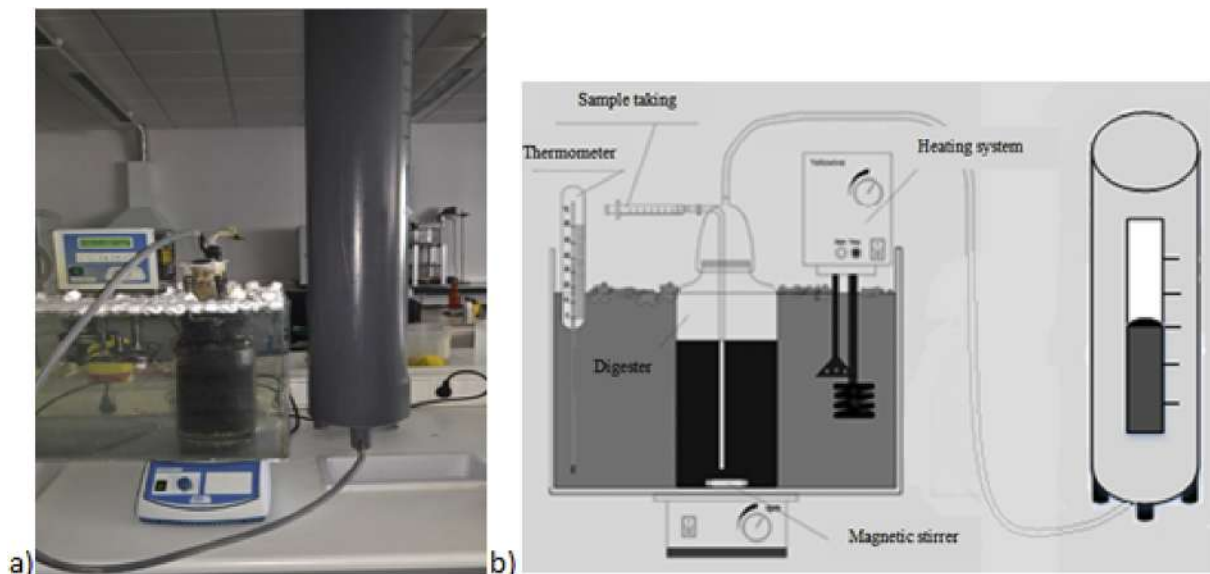 a)
b)
Sample taking
Thermometer
Heating system
Digester
Magnetic stirrer